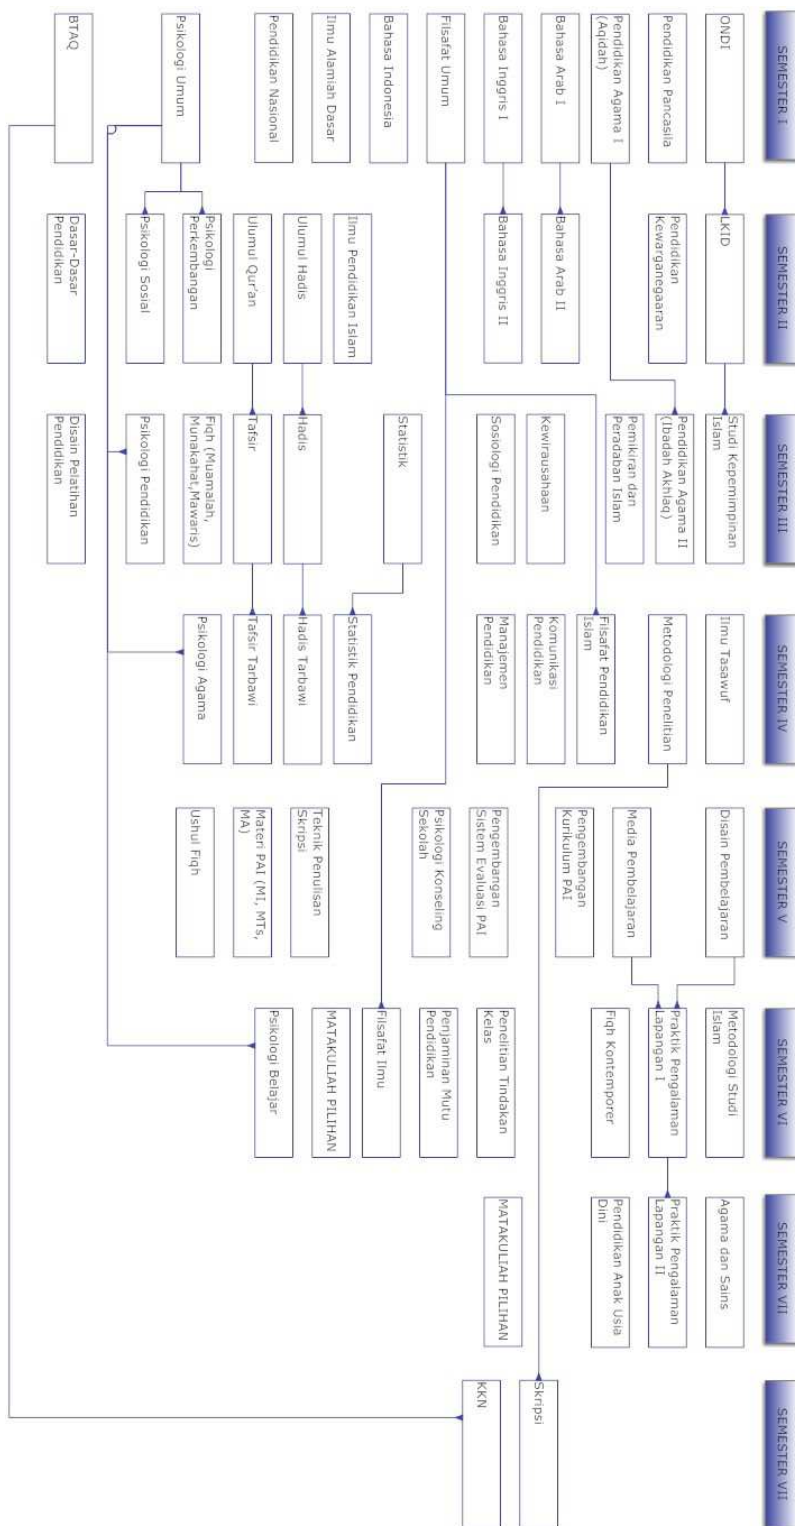 SEMESTER I
ONDI
Pendidikan Pancasila
Pendidikan Agama I
(Aqidah)
Bahasa Arab I
Bahasa Inggris I
Filsafat Umum
Bahasa Indonesia
Ilmu Alamiah Dasar
Pendidikan Nasional
Psikologi Umum
BTAQ
SEMESTER II
LKID
Pendidikan
Kewarganegaaran
Bahasa Arab II
Bahasa Inggris II
Ilmu Pendidikan Islam
Ulumul Hadis
Ulumul Qur'an
Psikologi
Perkembangan
Psikologi Sosial
Dasar-Dasar
Pendidikan
SEMESTER III
Studi Kepemimpinan
Islam
Pendidikan Agama II
(Ibadah Akhlaq)
Pemikiran dan
Peradaban Islam
Kewirausahaan
Sosiologi Pendidikan
Statistik
Hadis
Tafsir
Fiqh (Muamalah,
Munakahat,Mawaris)
Psikologi Pendidikan
Disain Pelatihan
Pendidikan
SEMESTER IV
Ilmu Tasawuf
Metodologi Penelitian
Filsafat Pendidikan
Islam
Komunikasi
Pendidikan
Manajemen
Pendidikan
Statistik Pendidikan
Hadis Tarbawi
Tafsir Tarbawi
Psikologi Agama
SEMESTER V
Disain Pembelajaran
Media Pembelajaran
Pengembangan
Kurikulum PAI
Pengembangan
Sistem Evaluasi PAI
Psikologi Konseling
Sekolah
Teknik Penulisan
Skripsi
Materi PAI (MI, MTs,
MA)
Ushul Fiqh
SEMESTER VI
Metodologi Studi
Islam
Praktik Pengalaman
Lapangan I
Fiqh Kontemporer
Penelitian Tindakan
Kelas
Penjaminan Mutu
Pendidikan
Filsafat Ilmu
MATAKULIAH PILIHAN
Psikologi Belajar
SEMESTER VII
Agama dan Sains
Praktik Pengalaman
Lapangan II
Pendidikan Anak Usia
Dini
MATAKULIAH PILIHAN
SEMESTER VII
Skripsi
KKN